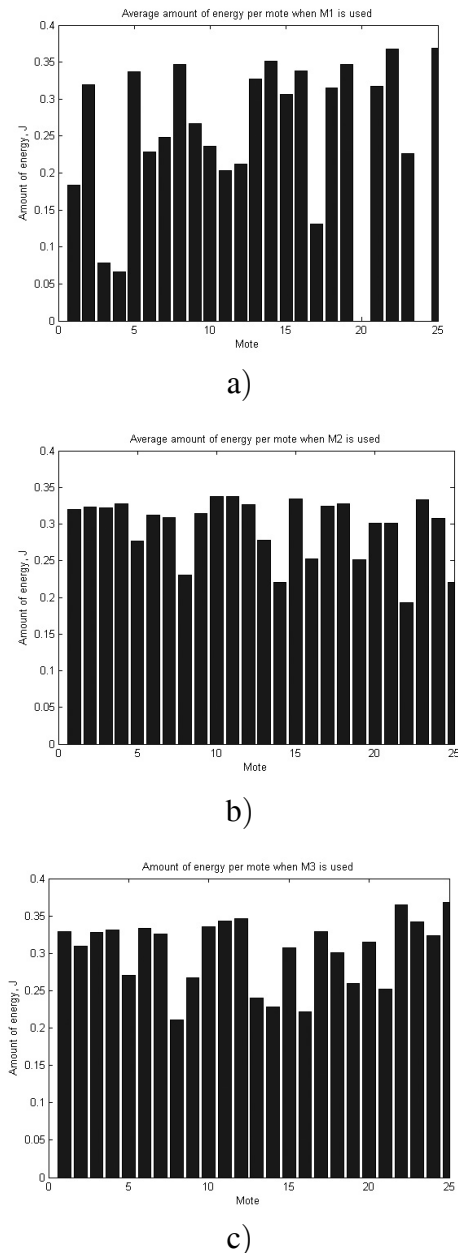 Average amount of energy per mote when M1 is used
0.4
0.35
0.3
0.25
0.2
0.15
0.1
0.05
0
Amount of energy, J
0 5 10 15 20 25
Mote
a)
Average amount of energy per mote when M2 is used
0.4
0.35
0.3
0.25
0.2
0.15
0.1
0.05
0
Amount of energy, J
0 5 10 15 20 25
Mote
b)
Amount of energy per mote when M3 is used
0.4
0.35
0.3
0.25
0.2
0.15
0.1
0.05
0
Amount of energy, J
0 5 10 15 20 25
Mote
c)